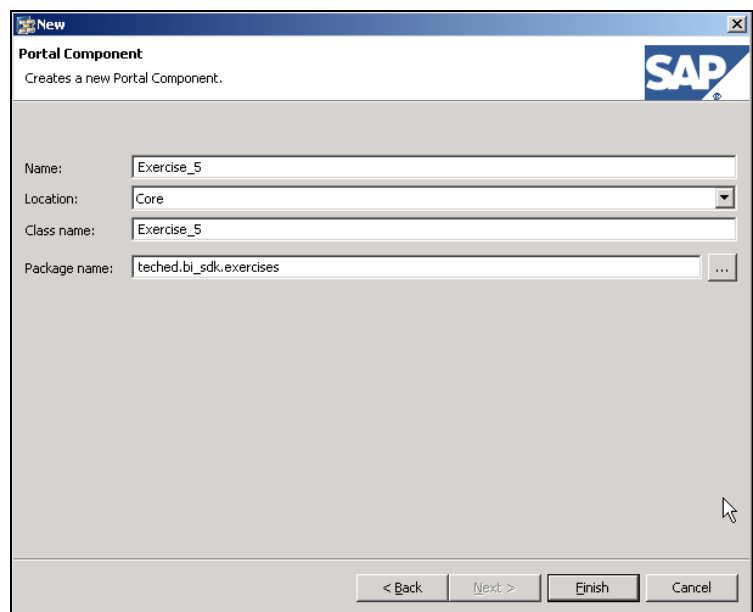 New
Portal Component
Creates a new Portal Component.
SAP
Name: Exercise_5
Location: Core
Class name: Exercise_5
Package name: teched.bi_sdk.exercises ...
< Back Next > Finish Cancel